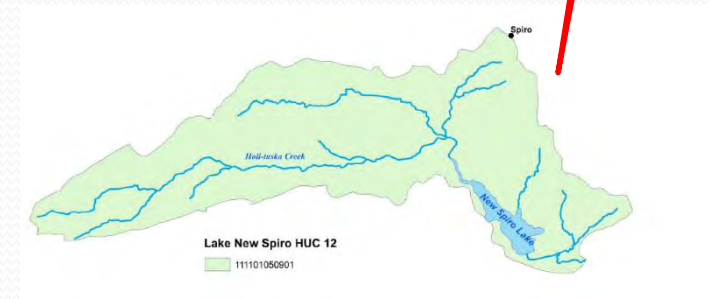 Spiro
Holi-tuska Creek
New Spiro Lake
Lake New Spiro HUC 12
111101050901